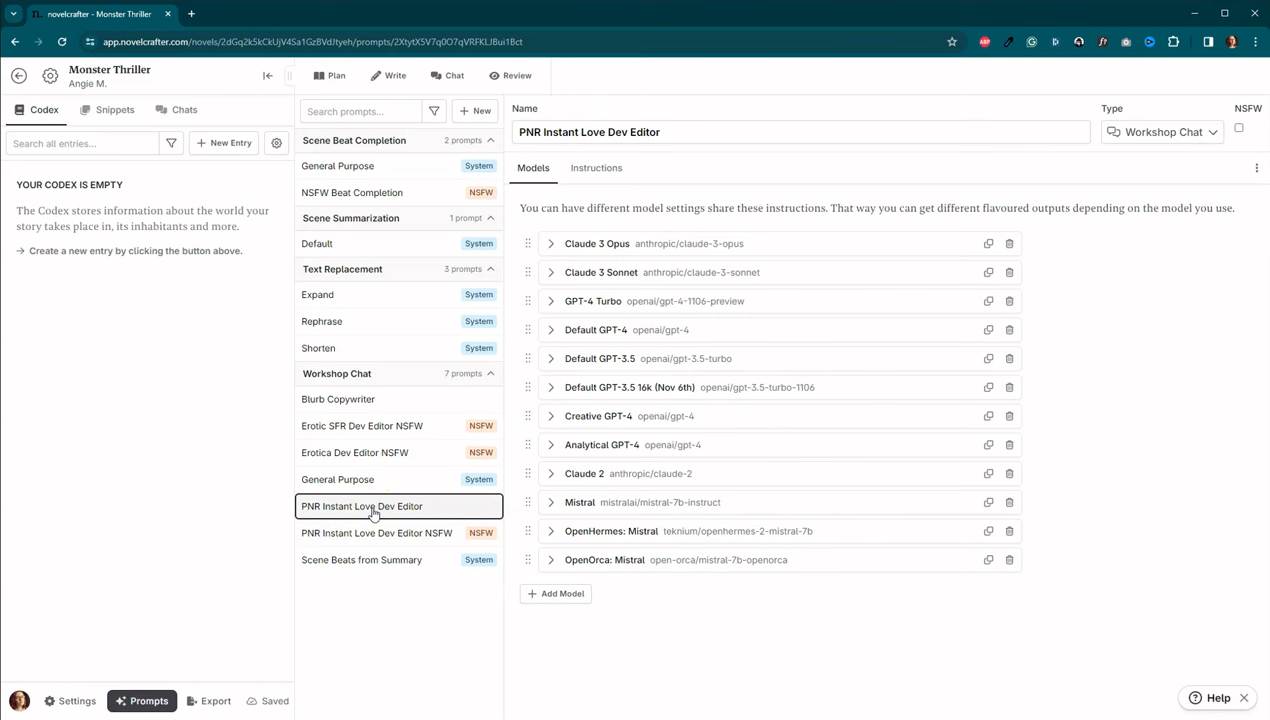 novelcrafter - Monster Thriller
app.novelcrafter.com/novels/2dGq2k5kCkUjV4Sa1GzBVdJtyeh/prompts/2XtytX5V7q0O7qVRFKLJBui1Bct
Monster Thriller
Angie M.
Plan
Write
Chat
Review
Codex
Snippets
Chats
Search all entries...
+ New Entry
YOUR CODEX IS EMPTY
The Codex stores information about the world your
story takes place in, its inhabitants and more.
→ Create a new entry by clicking the button above.
Settings
Prompts
Export
Saved
Search prompts...
+ New
Scene Beat Completion 2 prompts
General Purpose System
NSFW Beat Completion NSFW
Scene Summarization 1 prompt
Default System
Text Replacement 3 prompts
Expand System
Rephrase System
Shorten System
Workshop Chat 7 prompts
Blurb Copywriter
Erotic SFR Dev Editor NSFW NSFW
Erotica Dev Editor NSFW NSFW
General Purpose System
PNR Instant Love Dev Editor
PNR Instant Love Dev Editor NSFW NSFW
Scene Beats from Summary System
Name
Type
NSFW
PNR Instant Love Dev Editor
Workshop Chat
Models
Instructions
You can have different model settings share these instructions. That way you can get different flavoured outputs depending on the model you use.
Claude 3 Opus anthropic/claude-3-opus
Claude 3 Sonnet anthropic/claude-3-sonnet
GPT-4 Turbo openai/gpt-4-1106-preview
Default GPT-4 openai/gpt-4
Default GPT-3.5 openai/gpt-3.5-turbo
Default GPT-3.5 16k (Nov 6th) openai/gpt-3.5-turbo-1106
Creative GPT-4 openai/gpt-4
Analytical GPT-4 openai/gpt-4
Claude 2 anthropic/claude-2
Mistral mistralai/mistral-7b-instruct
OpenHermes: Mistral teknium/openhermes-2-mistral-7b
OpenOrca: Mistral open-orca/mistral-7b-openorca
+ Add Model
Help